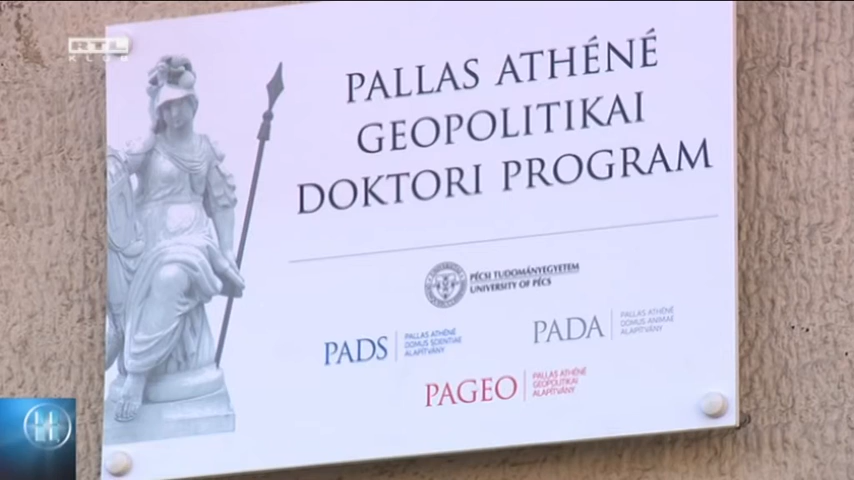 RTL
KLUB
PALLAS ATHÉNÉ
GEOPOLITIKAI
DOKTORI PROGRAM
PÉCSI TUDOMÁNYEGYETEM
UNIVERSITY OF PÉCS
PADS
PALLAS ATHÉNÉ
DOMUS SCIENTIAE
ALAPÍTVÁNY
PADA
PALLAS ATHÉNÉ
DOMUS ANIMAE
ALAPÍTVÁNY
PAGEO
PALLAS ATHÉNÉ
GEOPOLITIKAI
ALAPÍTVÁNY
H